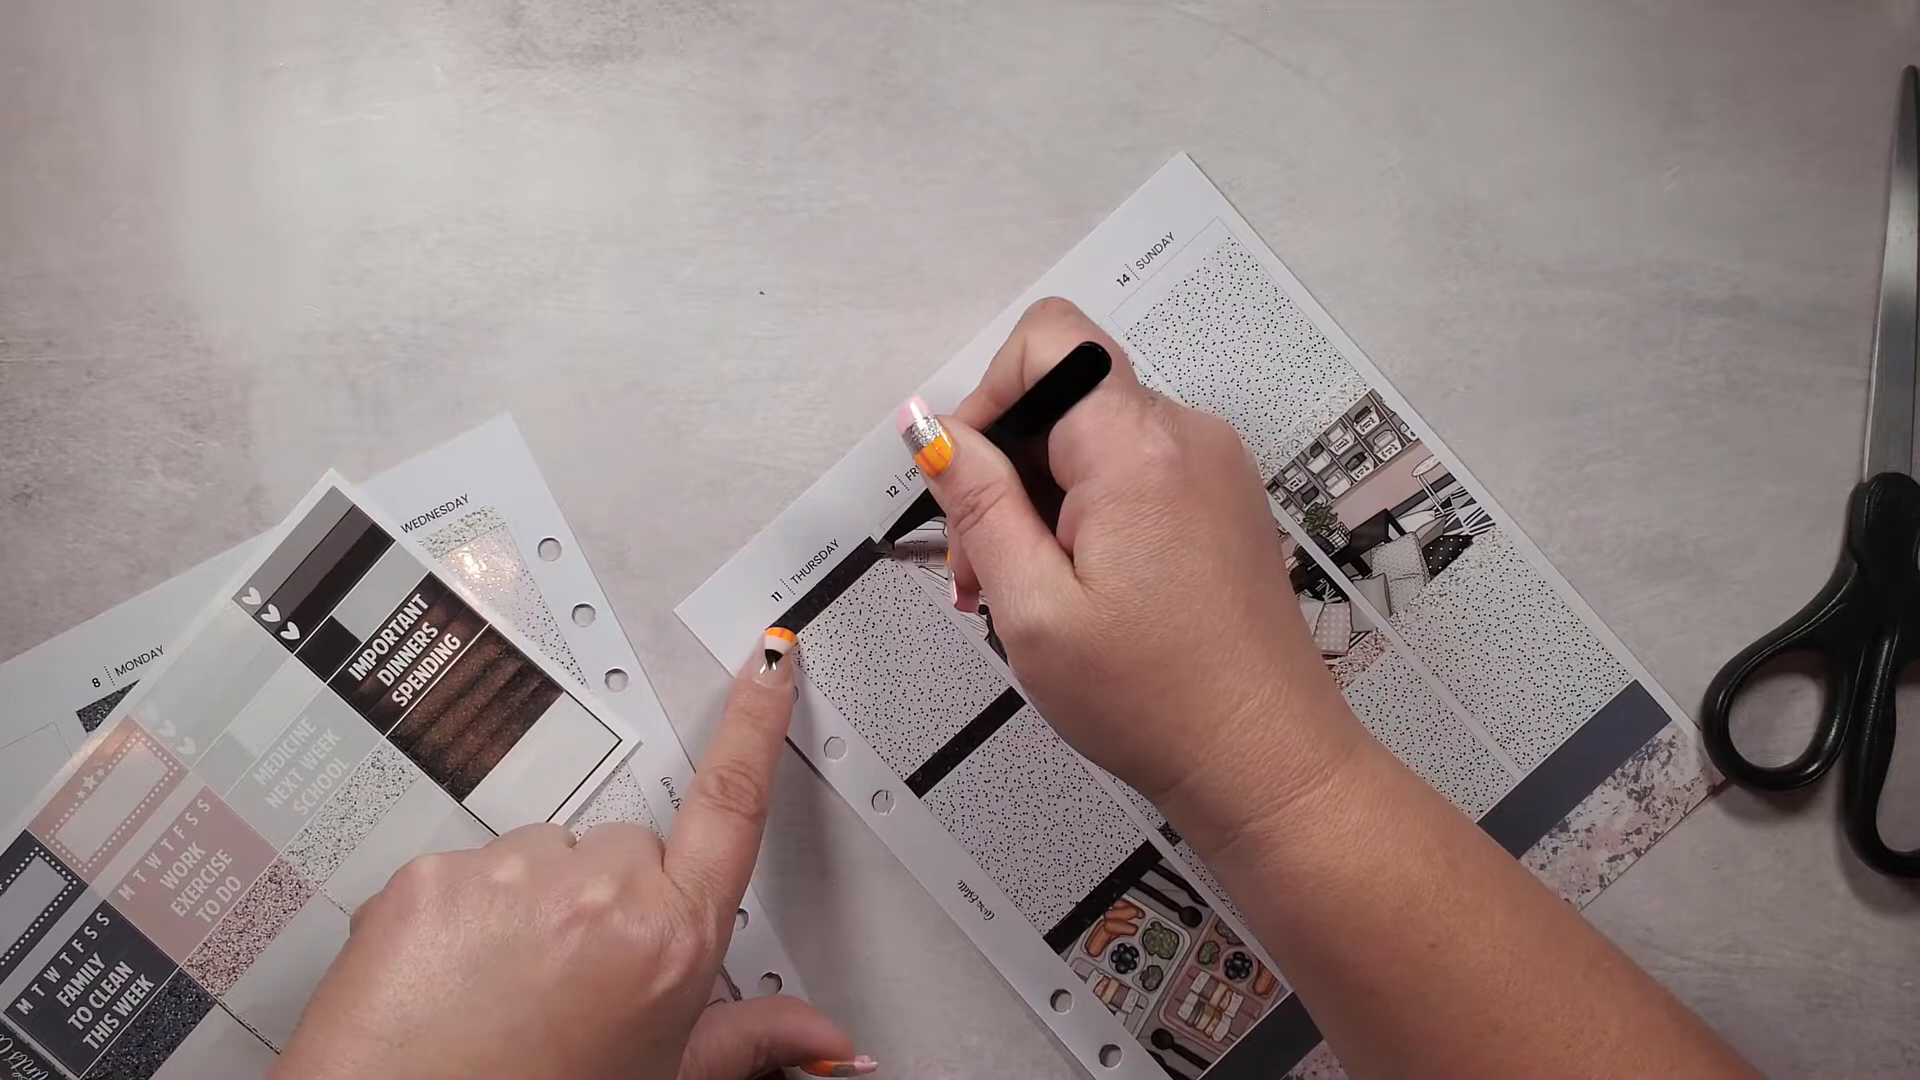 14 SUNDAY
12 FR
11 THURSDAY
WEDNESDAY
8 MONDAY
IMPORTANT
DINNERS
SPENDING
MEDICINE
NEXT WEEK
SCHOOL
M T W T F S S
WORK
EXERCISE
TO DO
M T W T F S S
FAMILY
TO CLEAN
THIS WEEK